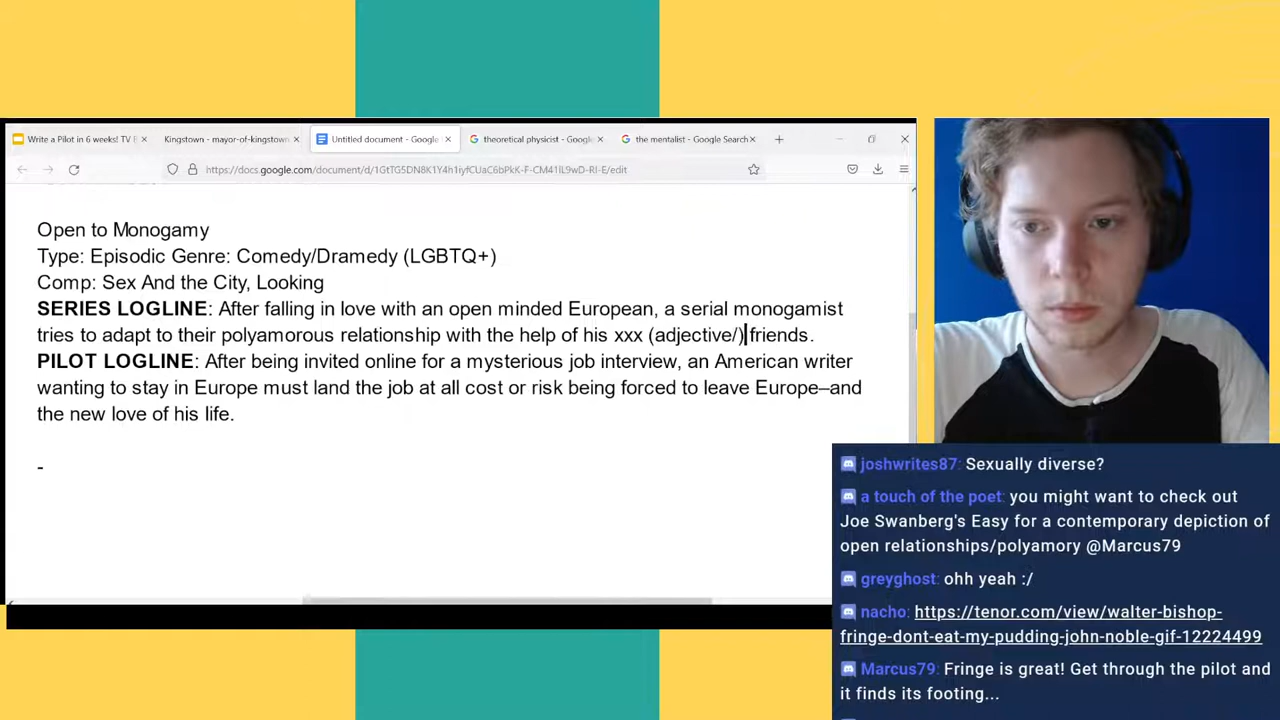 Write a Pilot in 6 weeks! TV E
Kingstown - mayor-of-kingstown
Untitled document - Google
theoretical physicist - Google
the mentalist - Google Search
docs.google.com/document/d/1GtTG5DN8K1Y4h1iyfCUaC6bPkK-F-CM41lL9wD-RI-E/edit
Open to Monogamy
Type: Episodic Genre: Comedy/Dramedy (LGBTQ+)
Comp: Sex And the City, Looking
SERIES LOGLINE: After falling in love with an open minded European, a serial monogamist
tries to adapt to their polyamorous relationship with the help of his xxx (adjective/) friends.
PILOT LOGLINE: After being invited online for a mysterious job interview, an American writer
wanting to stay in Europe must land the job at all cost or risk being forced to leave Europe–and
the new love of his life.
-
joshwrites87: Sexually diverse?
a touch of the poet: you might want to check out
Joe Swanberg's Easy for a contemporary depiction of
open relationships/polyamory @Marcus79
greyghost: ohh yeah :/
nacho: https://tenor.com/view/walter-bishop-
fringe-dont-eat-my-pudding-john-noble-gif-12224499
Marcus79: Fringe is great! Get through the pilot and
it finds its footing...